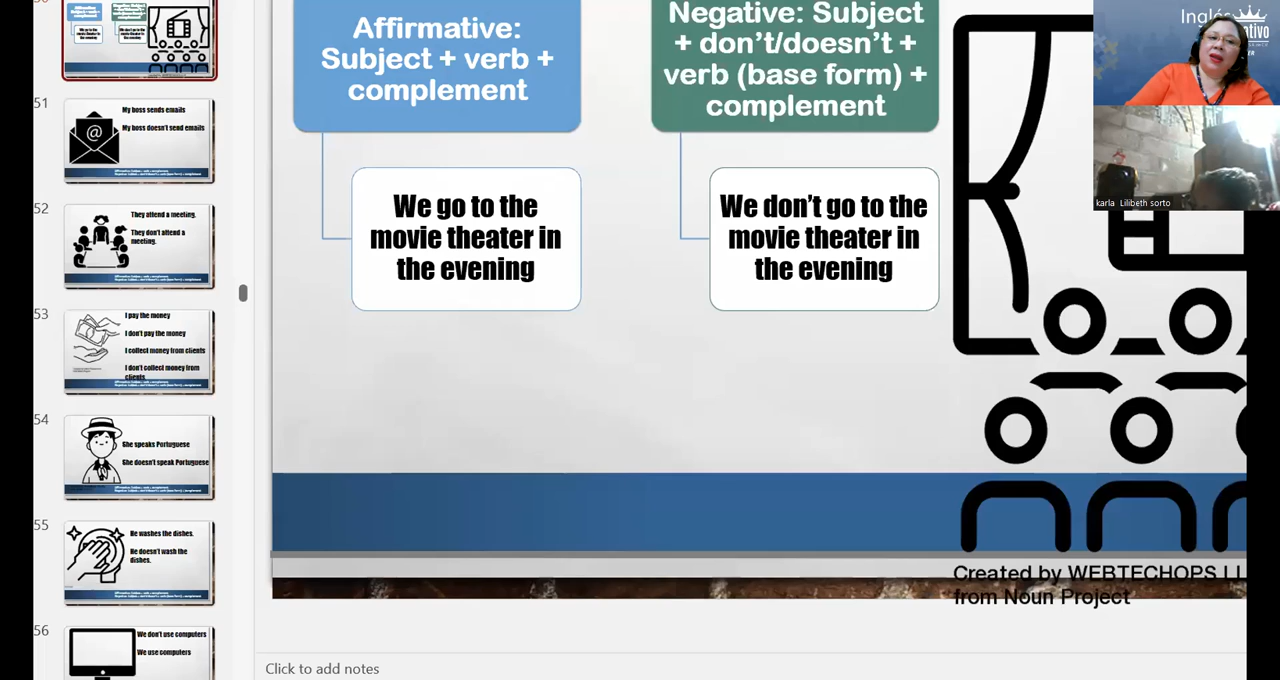 51
My boss sends emails
My boss doesn't send emails
52
They attend a meeting.
They don't attend a
meeting.
53
I pay the money
I don't pay the money
I collect money from clients
I don't collect money from
clients
54
She speaks Portuguese
She doesn't speak Portuguese
55
He washes the dishes.
He doesn't wash the
dishes.
56
We don't use computers
We use computers
Affirmative:
Subject + verb +
complement
We go to the
movie theater in
the evening
Negative: Subject
+ don't/doesn't +
verb (base form) +
complement
We don't go to the
movie theater in
the evening
Created by WEBTECHOPS LL
from Noun Project
Click to add notes
Inglés
karla Lilibeth sorto